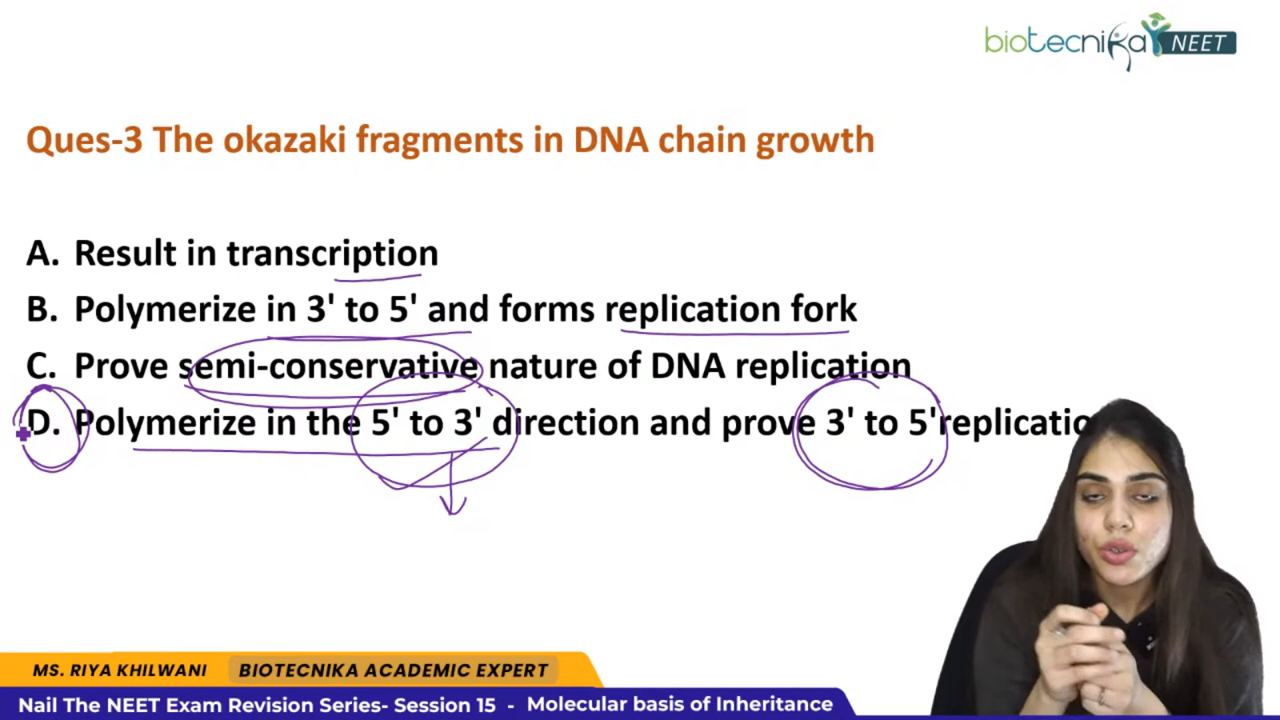 biotecnika NEET
Ques-3 The okazaki fragments in DNA chain growth
A. Result in transcription
B. Polymerize in 3' to 5' and forms replication fork
C. Prove semi-conservative nature of DNA replication
D. Polymerize in the 5' to 3' direction and prove 3' to 5'replicatio
MS. RIYA KHILWANI BIOTECNIKA ACADEMIC EXPERT
Nail The NEET Exam Revision Series- Session 15 - Molecular basis of Inheritance